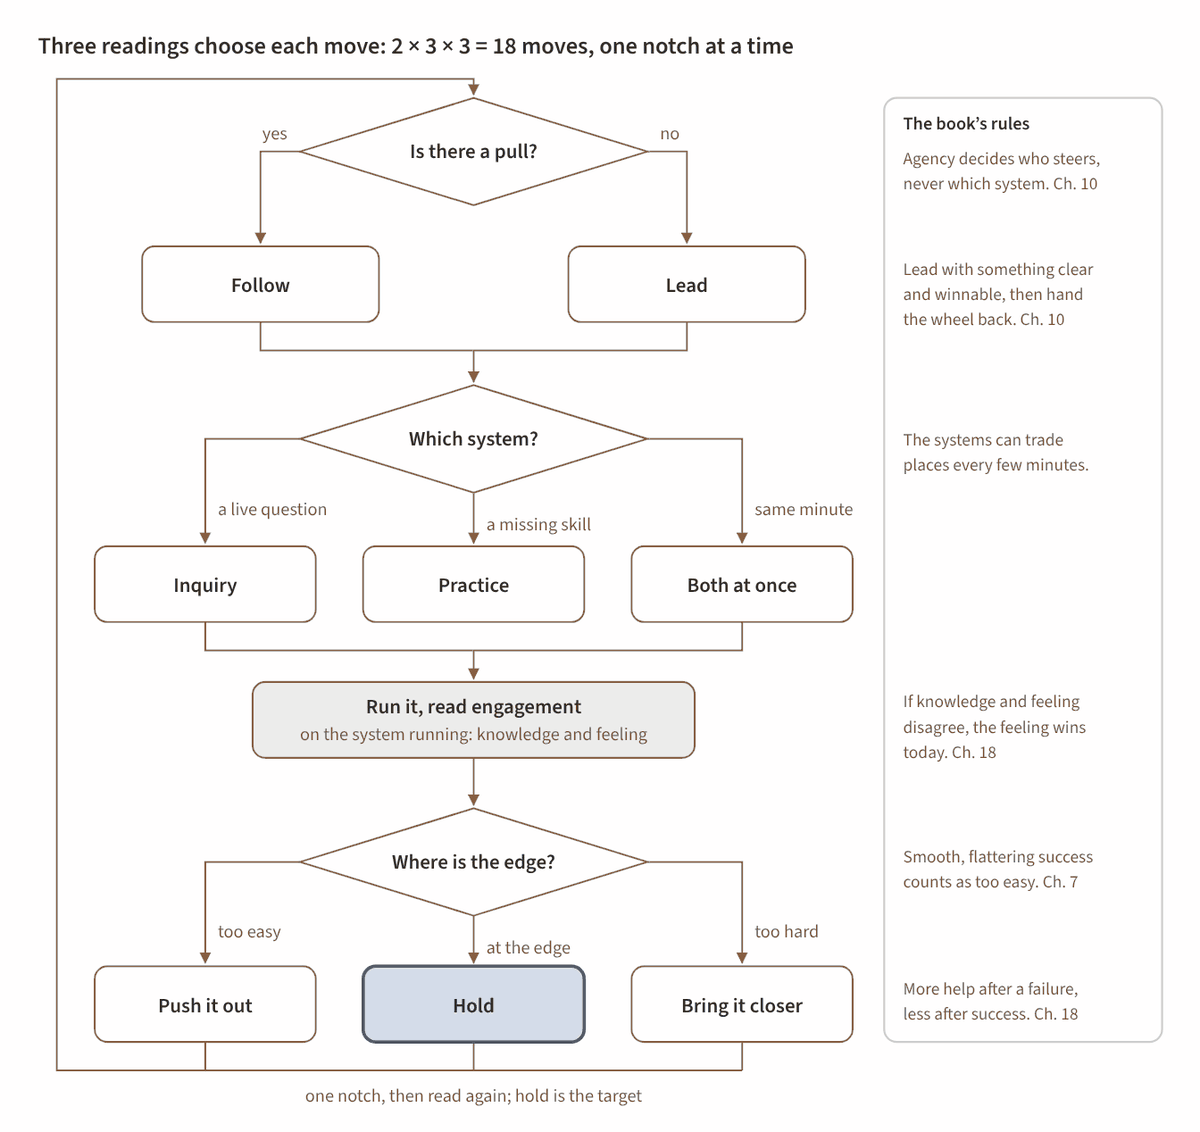 Three readings choose each move: 2 × 3 × 3 = 18 moves, one notch at a time
Is there a pull?
yes
no
Follow
Lead
Which system?
a live question
a missing skill
same minute
Inquiry
Practice
Both at once
Run it, read engagement
on the system running: knowledge and feeling
Where is the edge?
too easy
at the edge
too hard
Push it out
Hold
Bring it closer
one notch, then read again; hold is the target
The book’s rules
Agency decides who steers,
never which system. Ch. 10
Lead with something clear
and winnable, then hand
the wheel back. Ch. 10
The systems can trade
places every few minutes.
If knowledge and feeling
disagree, the feeling wins
today. Ch. 18
Smooth, flattering success
counts as too easy. Ch. 7
More help after a failure,
less after success. Ch. 18